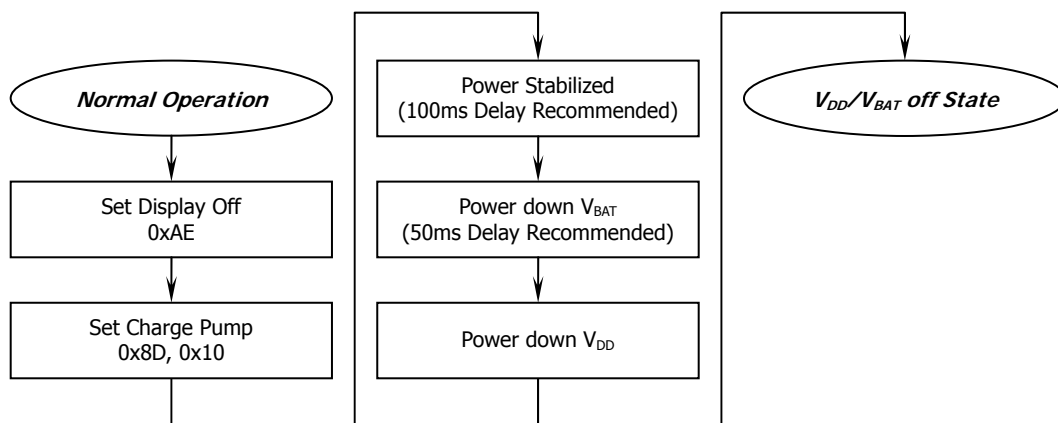 Normal Operation
Set Display Off
0xAE
Set Charge Pump
0x8D, 0x10
Power Stabilized
(100ms Delay Recommended)
Power down VBAT
(50ms Delay Recommended)
Power down VDD
VDD/VBAT off State